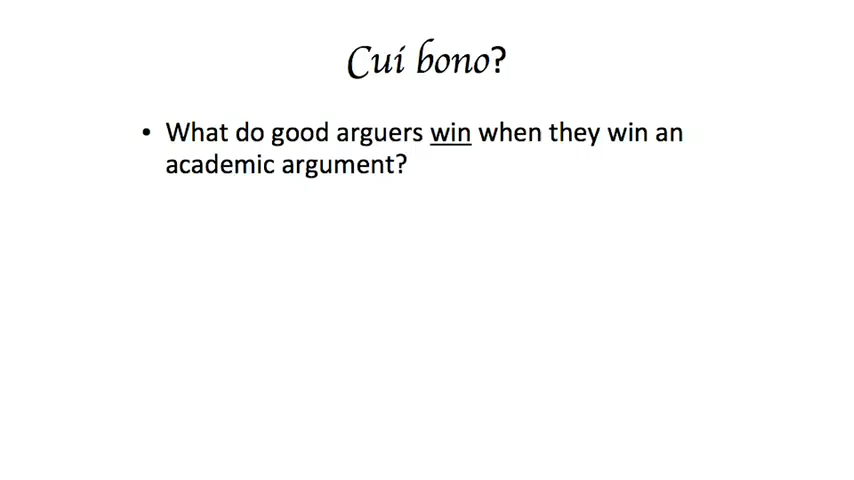 Cui bono?
• What do good arguers win when they win an
academic argument?